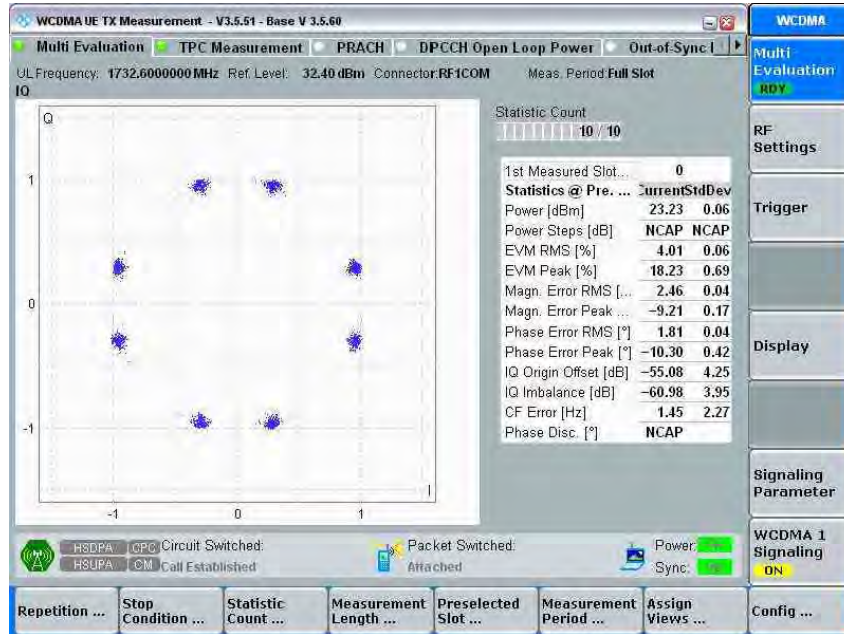 WCDMA UE TX Measurement - V3.5.51 - Base V 3.5.60
WCDMA
Multi Evaluation TPC Measurement PRACH DPCCH Open Loop Power Out-of-Sync
Multi Evaluation
RDY
UL Frequency: 1732.6000000 MHz Ref. Level: 32.40 dBm Connector: RF1COM Meas. Period: Full Slot
IQ
Q
I
1
0
-1
-1 0 1
Statistic Count
10 / 10
1st Measured Slot... 0
Statistics @ Pre. ... Current StdDev
Power [dBm] 23.23 0.06
Power Steps [dB] NCAP NCAP
EVM RMS [%] 4.01 0.06
EVM Peak [%] 18.23 0.69
Magn. Error RMS [... 2.46 0.04
Magn. Error Peak ... -9.21 0.17
Phase Error RMS [°] 1.81 0.04
Phase Error Peak [°] -10.30 0.42
IQ Origin Offset [dB] -55.08 4.25
IQ Imbalance [dB] -60.98 3.95
CF Error [Hz] 1.45 2.27
Phase Disc. [°] NCAP
RF Settings
Trigger
Display
Signaling Parameter
WCDMA 1 Signaling
ON
HSDPA CPC Circuit Switched: Packet Switched: Power:
HSUPA CM Call Established Attached Sync:
Repetition ...
Stop Condition ...
Statistic Count ...
Measurement Length ...
Preselected Slot ...
Measurement Period ...
Assign Views ...
Config ...